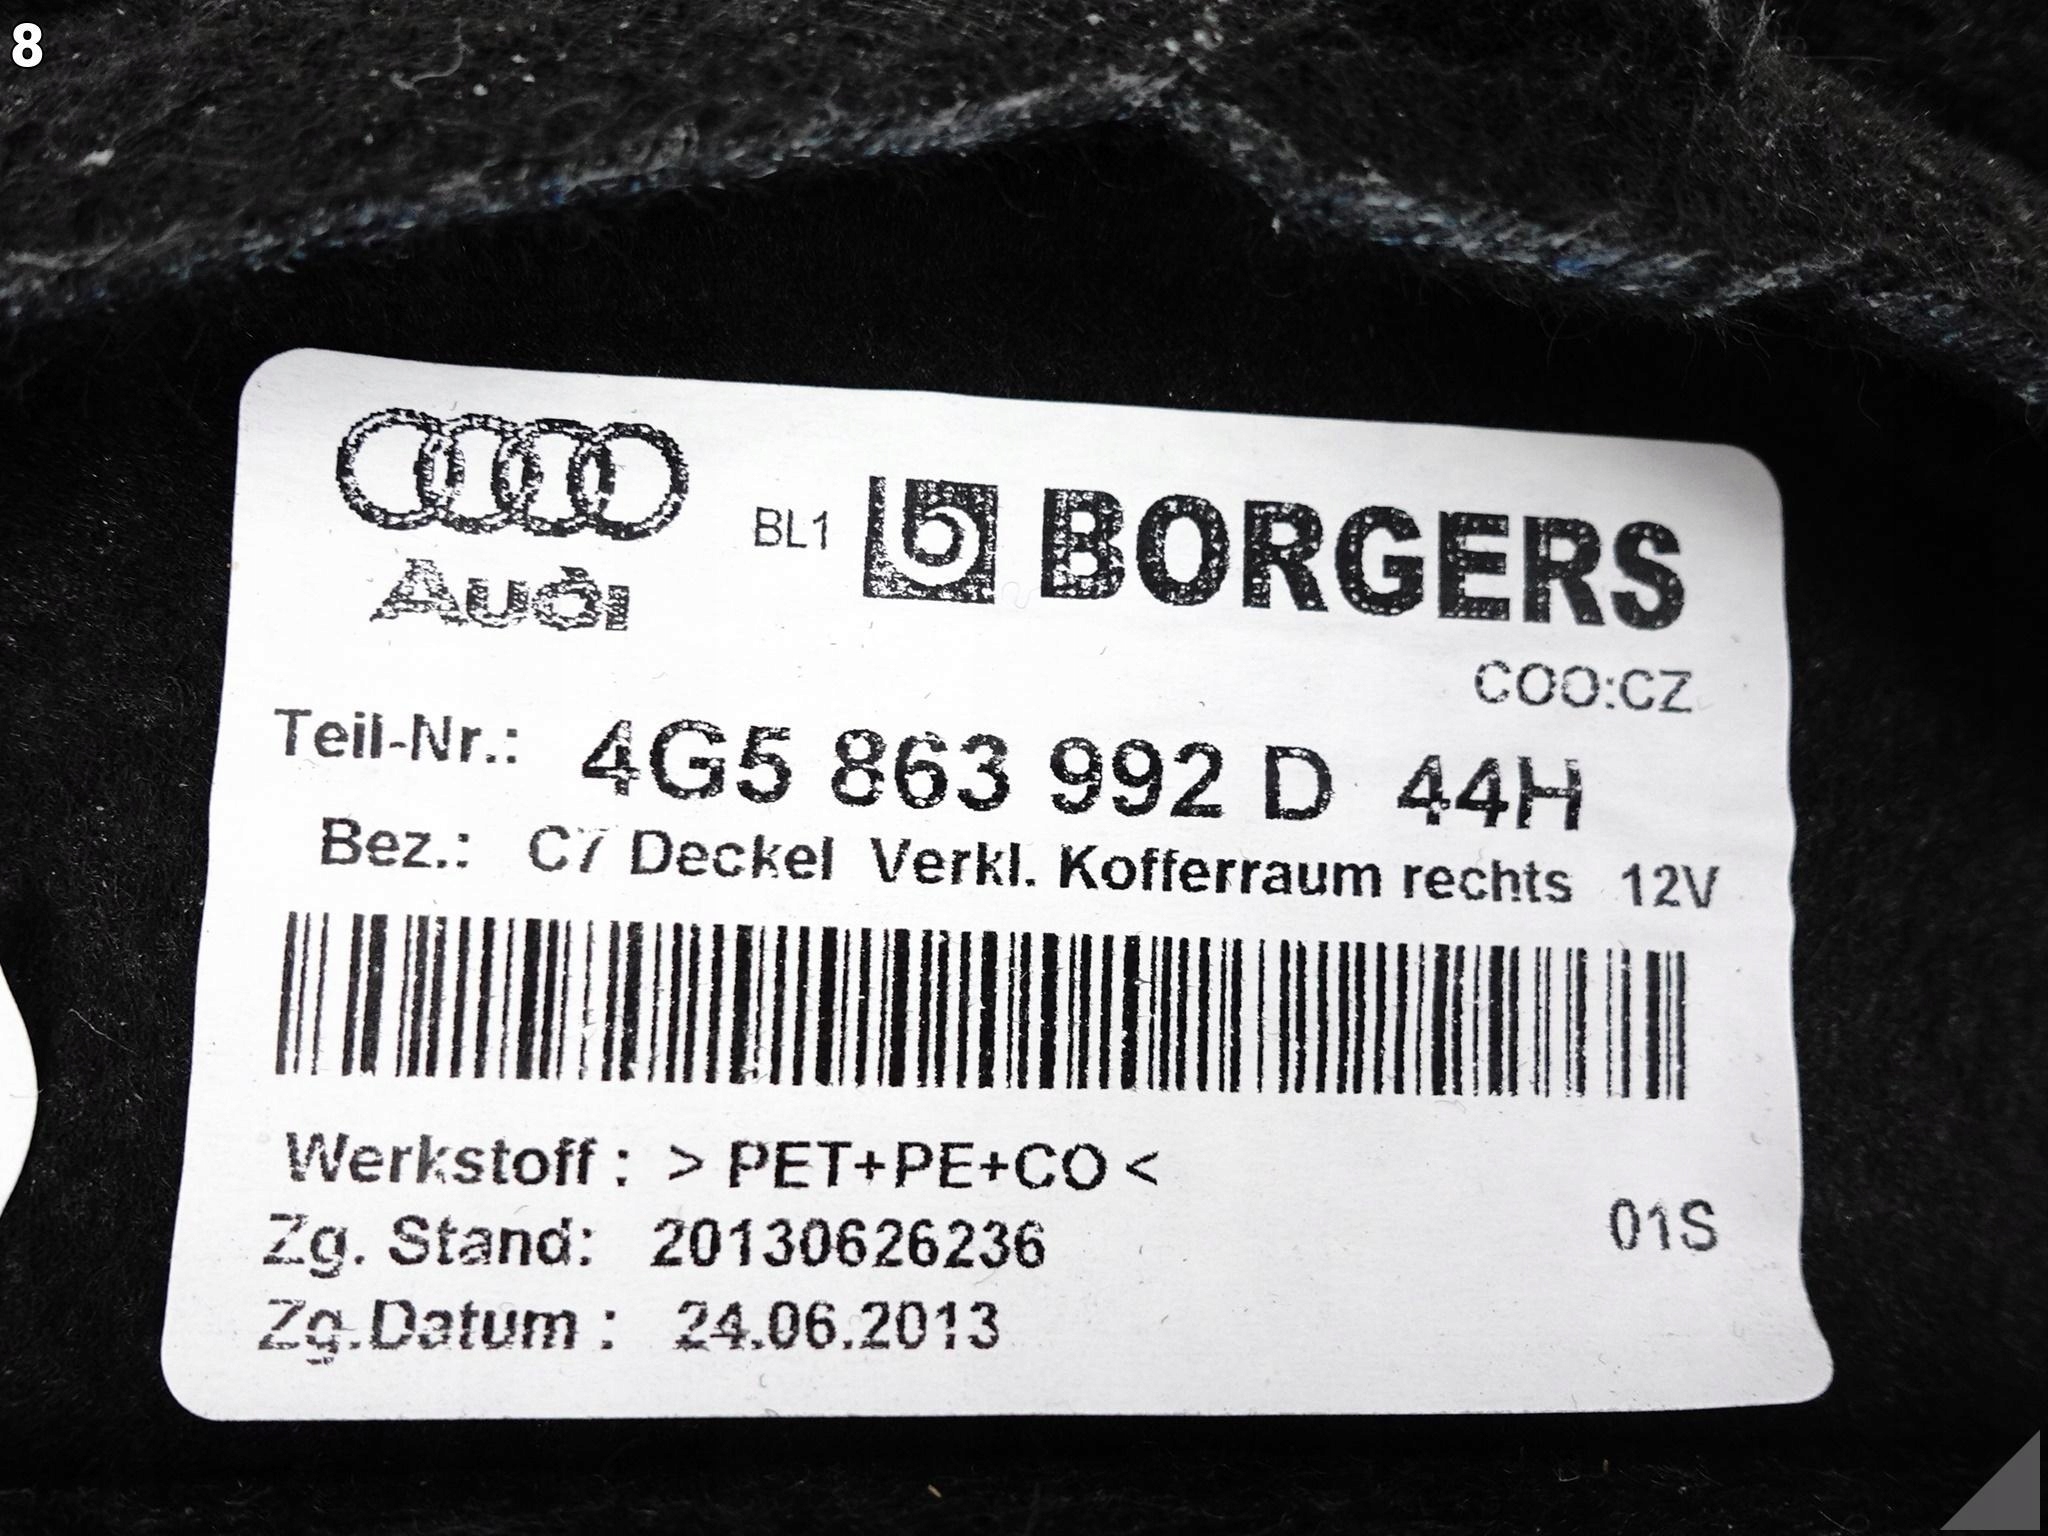 8
Audi
BL1 BORGERS
COO:CZ
Teil-Nr.: 4G5 863 992 D 44H
Bez.: C7 Deckel Verkl. Kofferraum rechts 12V
Werkstoff : > PET+PE+CO <
Zg. Stand: 20130626236 01S
Zg.Datum : 24.06.2013